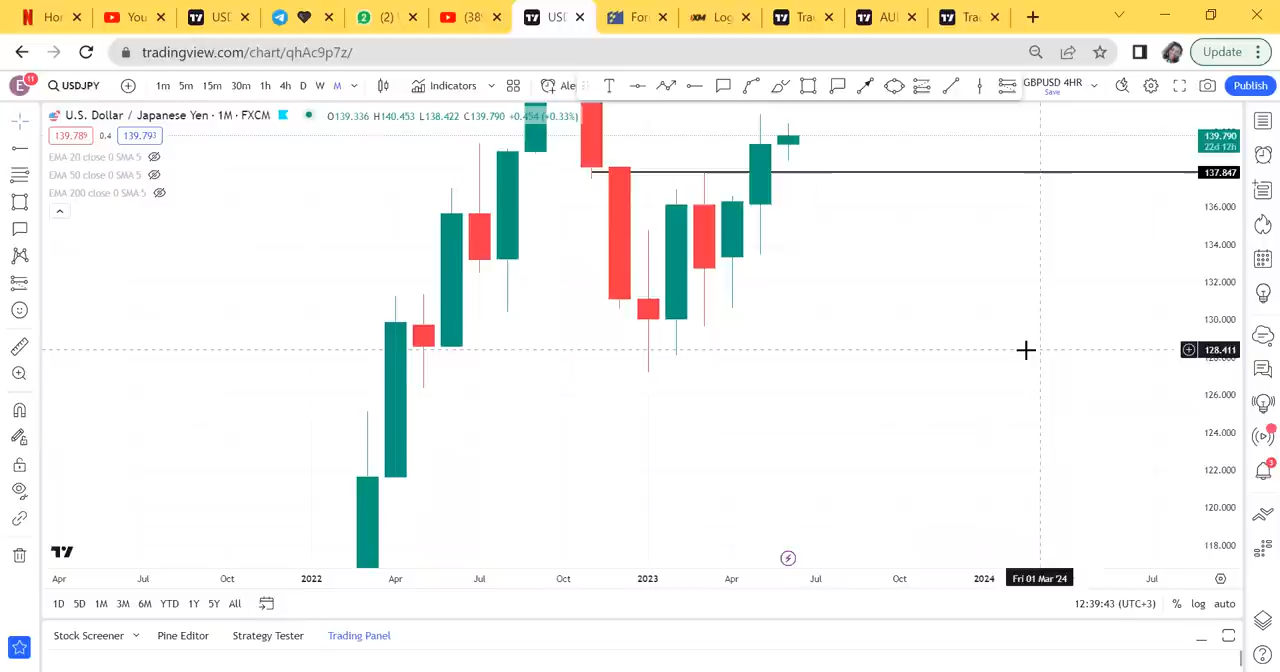 Ho
You
USD
(2)
(38
USD
For
XM Log
Tra
AU
Tra
tradingview.com/chart/qhAc9p7z/
Update
E 11
USDJPY
1m 5m 15m 30m 1h 4h D W M
Indicators
Ale
GBPUSD 4HR
Save
Publish
U.S. Dollar / Japanese Yen · 1M · FXCM
O139.336 H140.453 L138.422 C139.790 +0.454 (+0.33%)
139.789 0.4 139.793
EMA 20 close 0 SMA 5
EMA 50 close 0 SMA 5
EMA 200 close 0 SMA 5
139.790
22d 12h
137.847
136.000
134.000
132.000
130.000
128.411
126.000
124.000
122.000
120.000
118.000
3
Apr Jul Oct 2022 Apr Jul Oct 2023 Apr Jul Oct 2024 Fri 01 Mar '24 Jul
1D 5D 1M 3M 6M YTD 1Y 5Y All
12:39:43 (UTC+3) % log auto
Stock Screener Pine Editor Strategy Tester Trading Panel